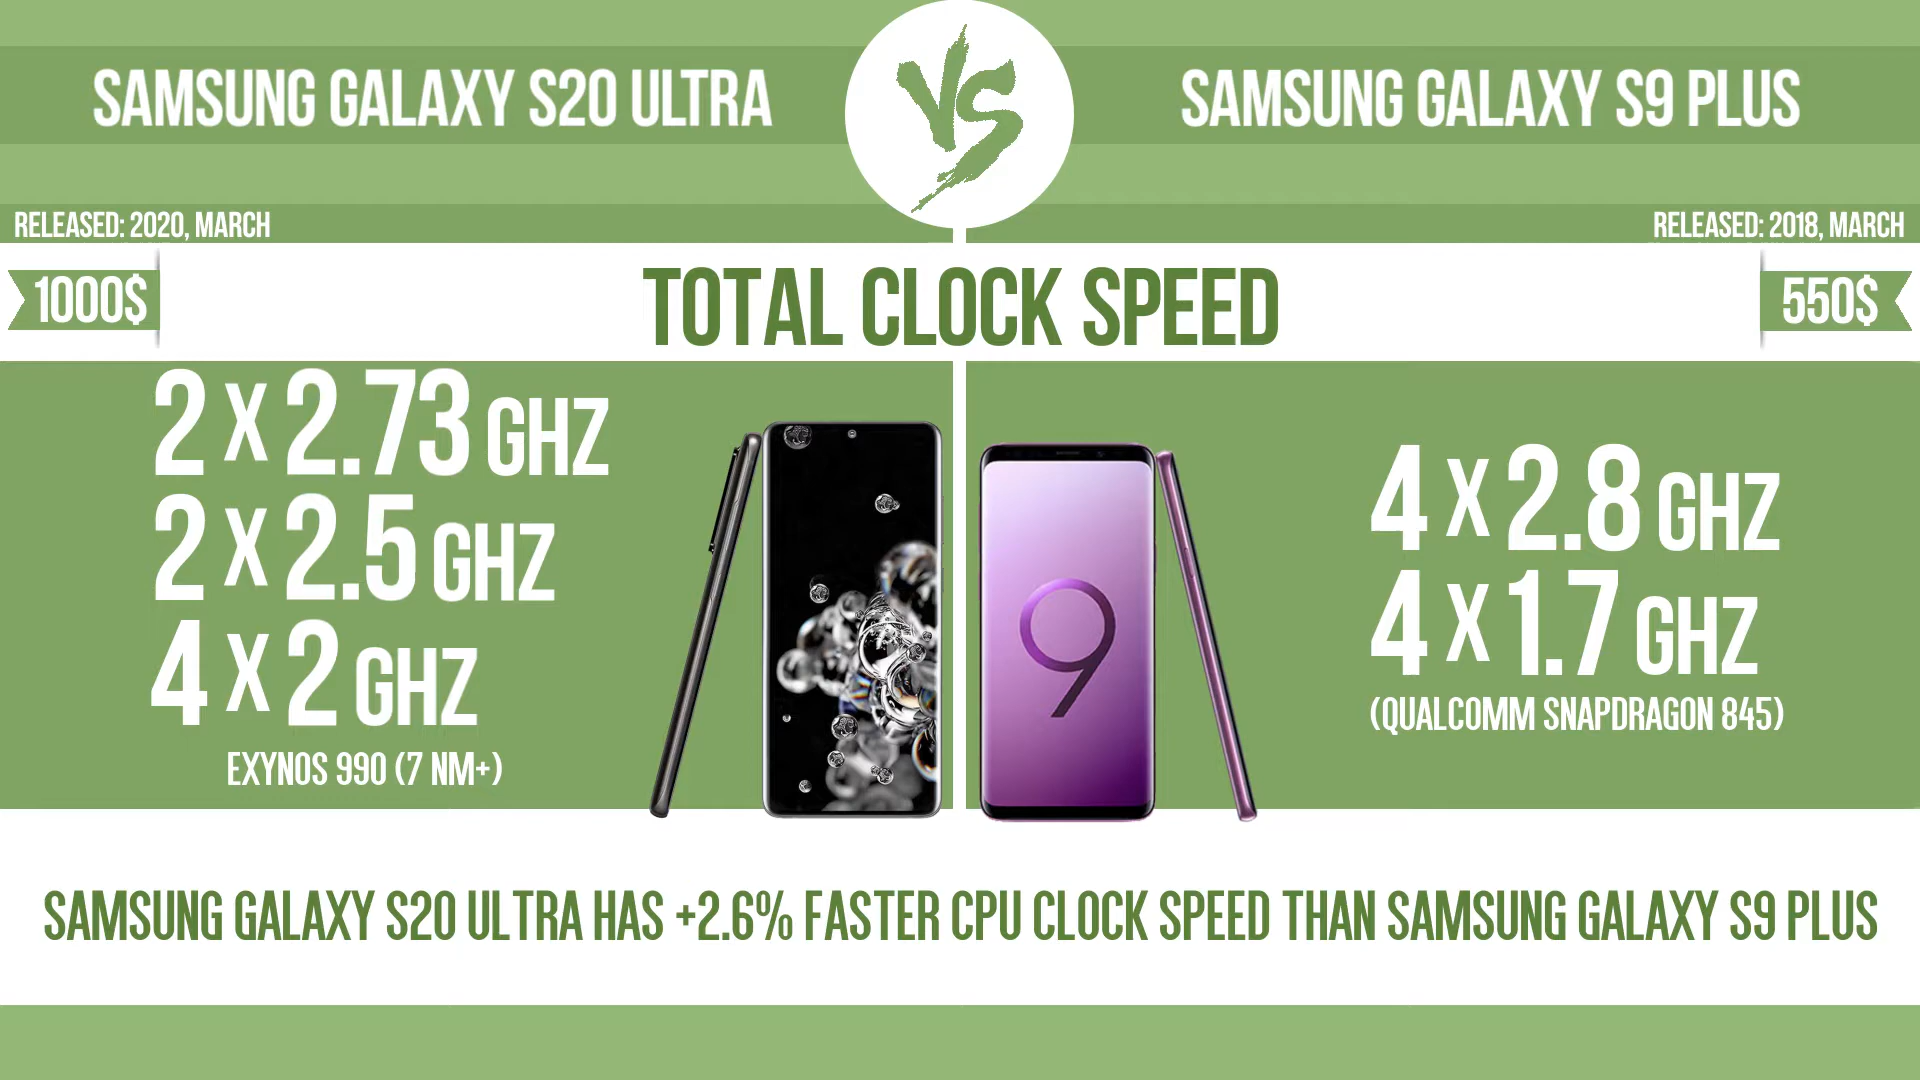 SAMSUNG GALAXY S20 ULTRA
VS
SAMSUNG GALAXY S9 PLUS
RELEASED: 2020, MARCH
RELEASED: 2018, MARCH
1000$
TOTAL CLOCK SPEED
550$
2 X 2.73 GHZ
2 X 2.5 GHZ
4 X 2 GHZ
EXYNOS 990 (7 NM+)
9
4 X 2.8 GHZ
4 X 1.7 GHZ
(QUALCOMM SNAPDRAGON 845)
SAMSUNG GALAXY S20 ULTRA HAS +2.6% FASTER CPU CLOCK SPEED THAN SAMSUNG GALAXY S9 PLUS